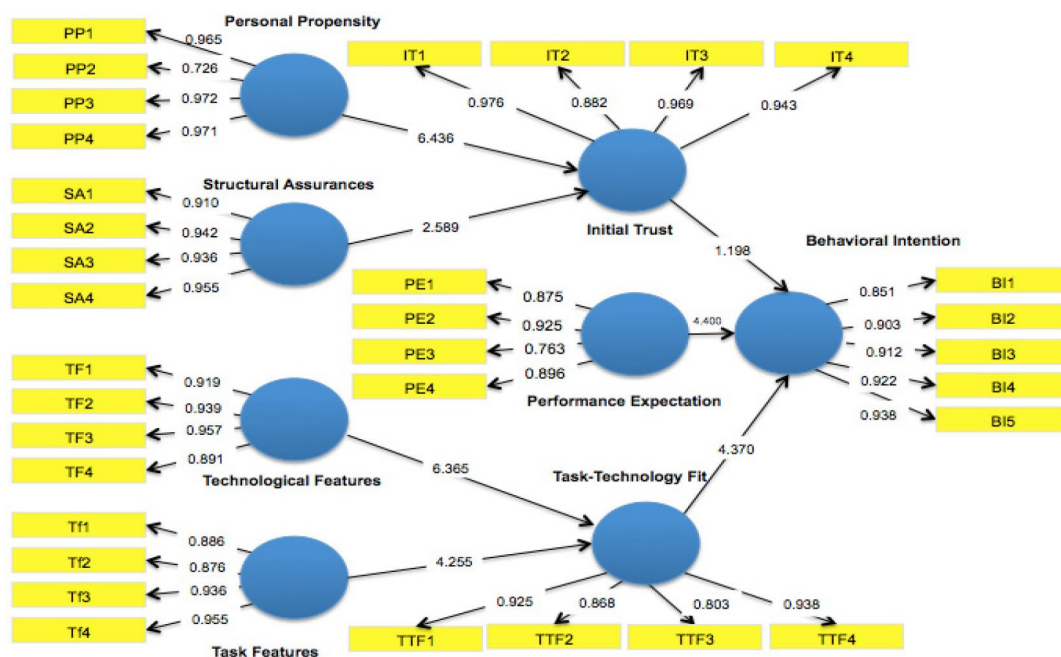 Personal Propensity
PP1
0.965
PP2
0.726
PP3
0.972
PP4
0.971
IT1
IT2
IT3
IT4
0.976
0.882
0.969
0.943
6.436
Structural Assurances
SA1
0.910
SA2
0.942
SA3
0.936
SA4
0.955
2.589
Initial Trust
1.198
Behavioral Intention
PE1
0.875
PE2
0.925
PE3
0.763
PE4
0.896
4.400
Performance Expectation
0.851
BI1
0.903
BI2
0.912
BI3
0.922
BI4
0.938
BI5
TF1
0.919
TF2
0.939
TF3
0.957
TF4
0.891
Technological Features
6.365
4.370
Task-Technology Fit
Tf1
0.886
Tf2
0.876
Tf3
0.936
Tf4
0.955
Task Features
4.255
0.925
0.868
0.803
0.938
TTF1
TTF2
TTF3
TTF4